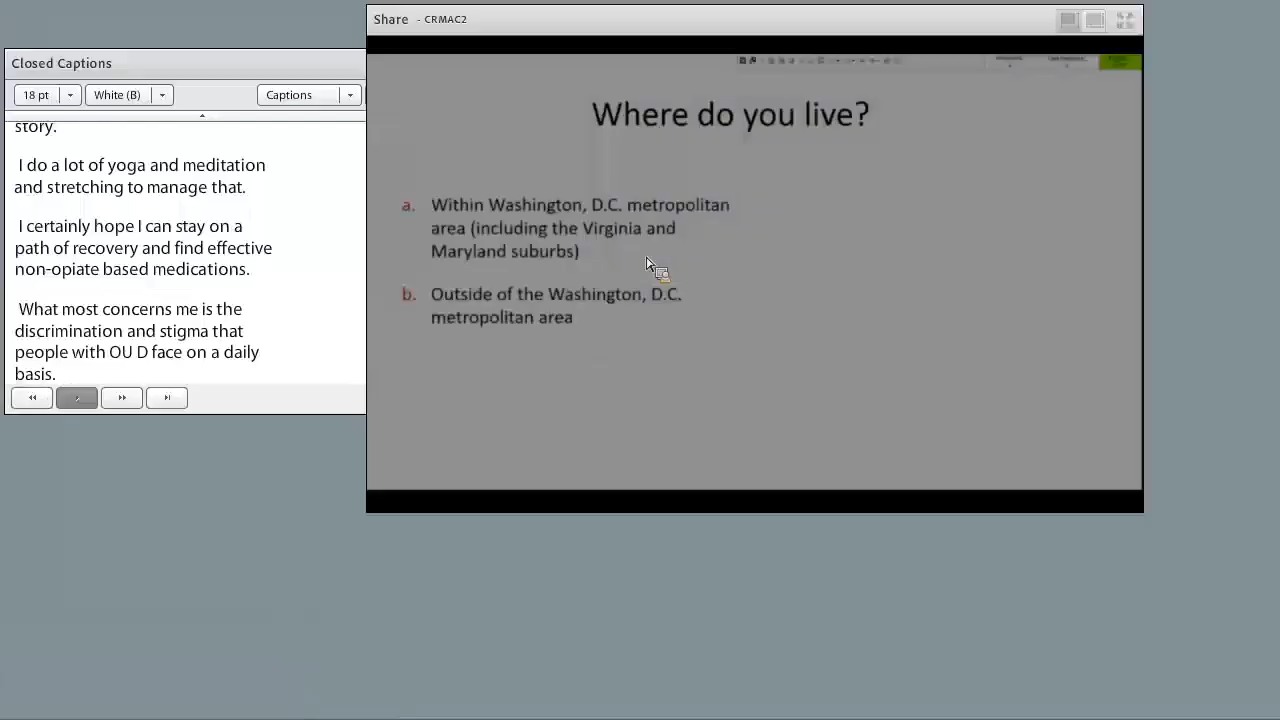 Share - CRMAC2
Closed Captions
18 pt
White (B)
Captions
story.
I do a lot of yoga and meditation
and stretching to manage that.
I certainly hope I can stay on a
path of recovery and find effective
non-opiate based medications.
What most concerns me is the
discrimination and stigma that
people with OU D face on a daily
basis.
Where do you live?
a. Within Washington, D.C. metropolitan
area (including the Virginia and
Maryland suburbs)
b. Outside of the Washington, D.C.
metropolitan area